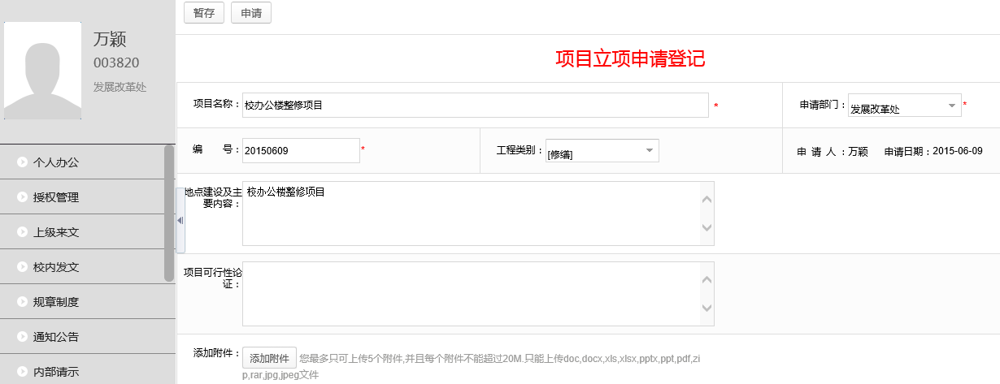 暂存 申请
万颖
003820
发展改革处
项目立项申请登记
项目名称： 校办公楼整修项目 * 申请部门： 发展改革处 *
编 号： 20150609 * 工程类别： [修缮] 申 请 人 ：万颖 申请日期：2015-06-09
地点建设及主
要内容：
校办公楼整修项目
项目可行性论
证：
添加附件： 添加附件 您最多只可上传5个附件,并且每个附件不能超过20M.只能上传doc,docx,xls,xlsx,pptx,ppt,pdf,zi
p,rar,jpg,jpeg文件
个人办公
授权管理
上级来文
校内发文
规章制度
通知公告
内部请示